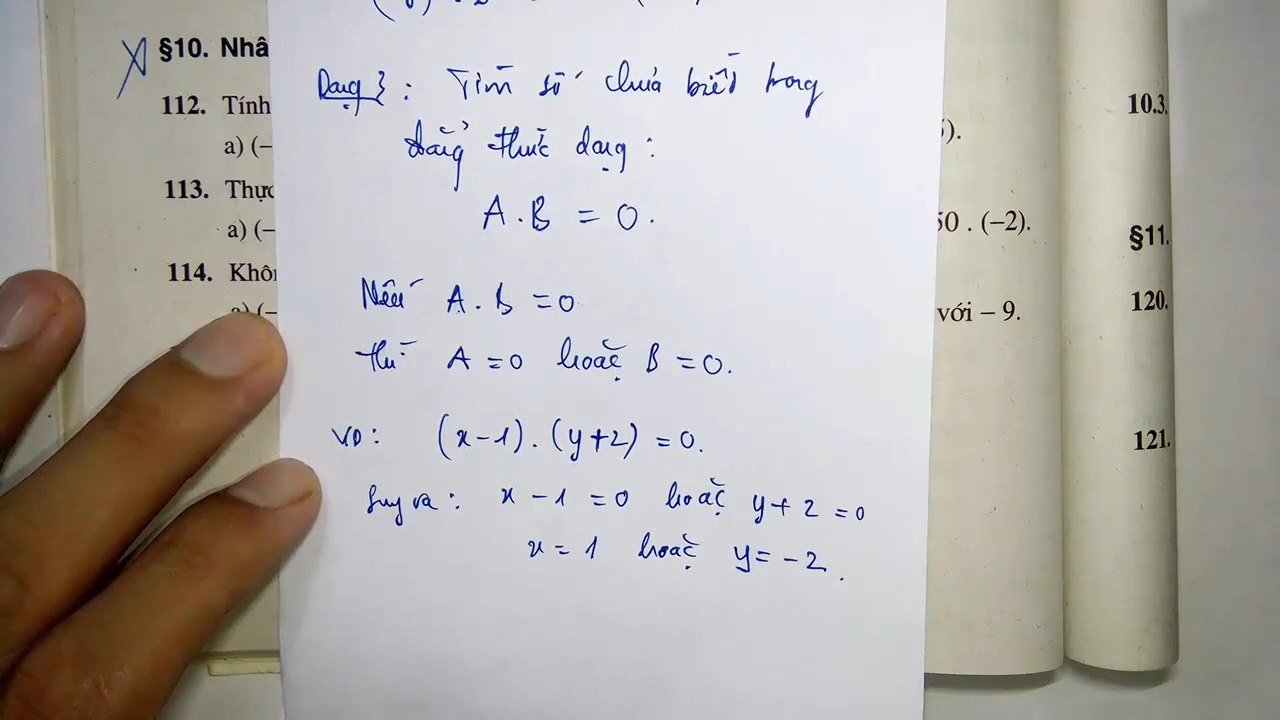 §10. Nhâ
112. Tính
a) (–
113. Thực
a) (–
114. Khôn
a) (–
Dạng 3: Tìm số chưa biết trong
đẳng thức dạng:
A.B = 0.
Nếu A.B = 0
thì A = 0 hoặc B = 0.
VD: (x-1).(y+2) = 0.
Suy ra: x - 1 = 0 hoặc y + 2 = 0
x = 1 hoặc y = -2.
).
50 . (–2).
với – 9.
10.3.
§11.
120.
121.